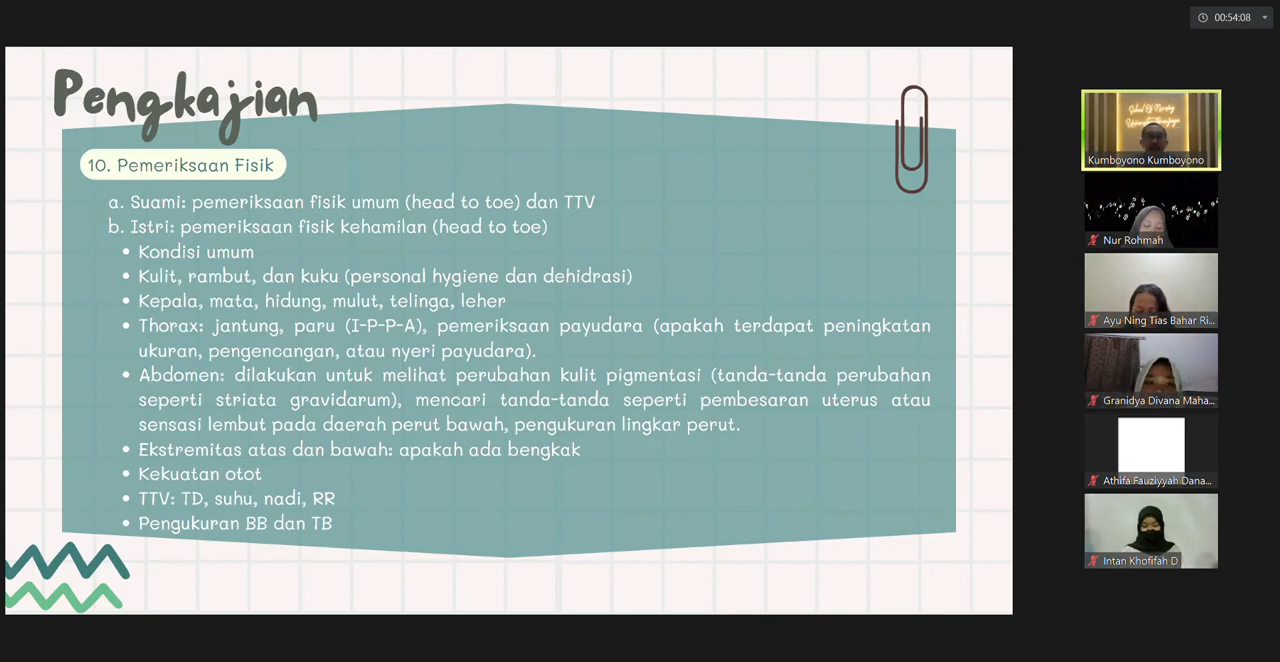 00:54:08
Pengkajian
10. Pemeriksaan Fisik
a. Suami: pemeriksaan fisik umum (head to toe) dan TTV
b. Istri: pemeriksaan fisik kehamilan (head to toe)
• Kondisi umum
• Kulit, rambut, dan kuku (personal hygiene dan dehidrasi)
• Kepala, mata, hidung, mulut, telinga, leher
• Thorax: jantung, paru (I-P-P-A), pemeriksaan payudara (apakah terdapat peningkatan
ukuran, pengencangan, atau nyeri payudara).
• Abdomen: dilakukan untuk melihat perubahan kulit pigmentasi (tanda-tanda perubahan
seperti striata gravidarum), mencari tanda-tanda seperti pembesaran uterus atau
sensasi lembut pada daerah perut bawah, pengukuran lingkar perut.
• Ekstremitas atas dan bawah: apakah ada bengkak
• Kekuatan otot
• TTV: TD, suhu, nadi, RR
• Pengukuran BB dan TB
School Of Nursing
Kumboyono Kumboyono
Nur Rohmah
Ayu Ning Tias Bahar Ri...
Granidya Divana Maha...
Athifa Fauziyyah Dana...
Intan Khofifah D